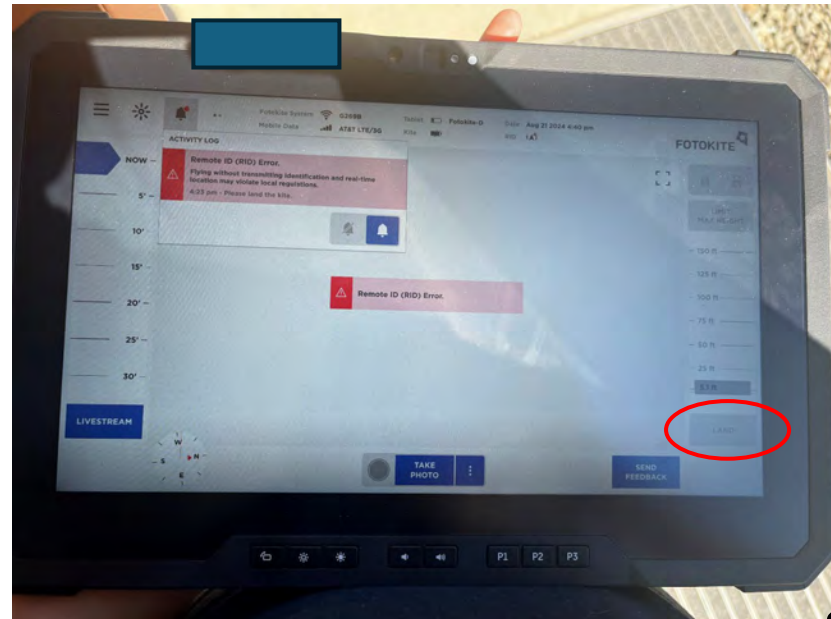 Fotokite System G288B Tablet Fotokite-G Date Aug 21 2024 4:40 pm
Mobile Data AT&T LTE/5G Kite RID
FOTOKITE
ACTIVITY LOG
Remote ID (RID) Error.
Flying without transmitting identification and real-time
location may violate local regulations.
4:23 pm - Please land the kite.
NOW
5'
10'
15'
20'
25'
30'
Remote ID (RID) Error.
LIMIT
MAX HEIGHT
150 ft
125 ft
100 ft
75 ft
50 ft
25 ft
LAND
LIVESTREAM
W
S N
E
TAKE
PHOTO
SEND
FEEDBACK
P1 P2 P3